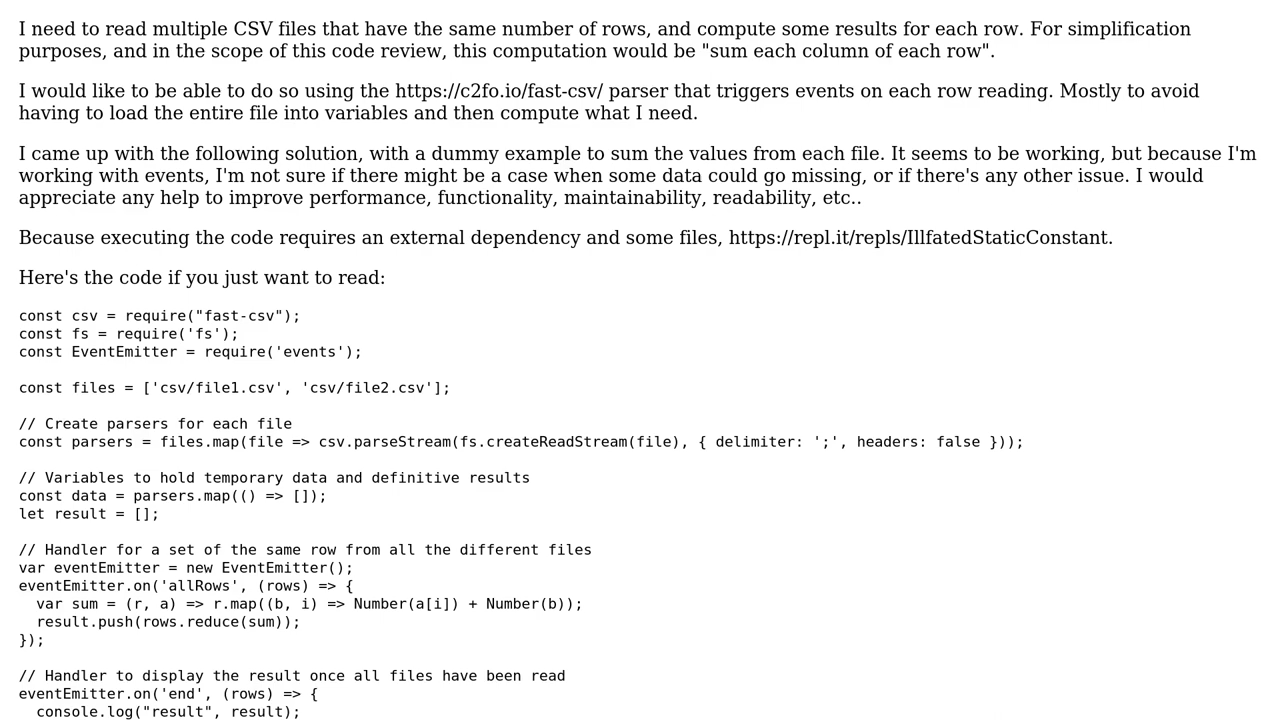 I need to read multiple CSV files that have the same number of rows, and compute some results for each row. For simplification
purposes, and in the scope of this code review, this computation would be "sum each column of each row".
I would like to be able to do so using the https://c2fo.io/fast-csv/ parser that triggers events on each row reading. Mostly to avoid
having to load the entire file into variables and then compute what I need.
I came up with the following solution, with a dummy example to sum the values from each file. It seems to be working, but because I'm
working with events, I'm not sure if there might be a case when some data could go missing, or if there's any other issue. I would
appreciate any help to improve performance, functionality, maintainability, readability, etc..
Because executing the code requires an external dependency and some files, https://repl.it/repls/IllfatedStaticConstant.
Here's the code if you just want to read:
const csv = require("fast-csv");
const fs = require('fs');
const EventEmitter = require('events');
const files = ['csv/file1.csv', 'csv/file2.csv'];
// Create parsers for each file
const parsers = files.map(file => csv.parseStream(fs.createReadStream(file), { delimiter: ';', headers: false }));
// Variables to hold temporary data and definitive results
const data = parsers.map(() => []);
let result = [];
// Handler for a set of the same row from all the different files
var eventEmitter = new EventEmitter();
eventEmitter.on('allRows', (rows) => {
  var sum = (r, a) => r.map((b, i) => Number(a[i]) + Number(b));
  result.push(rows.reduce(sum));
});
// Handler to display the result once all files have been read
eventEmitter.on('end', (rows) => {
  console.log("result", result);